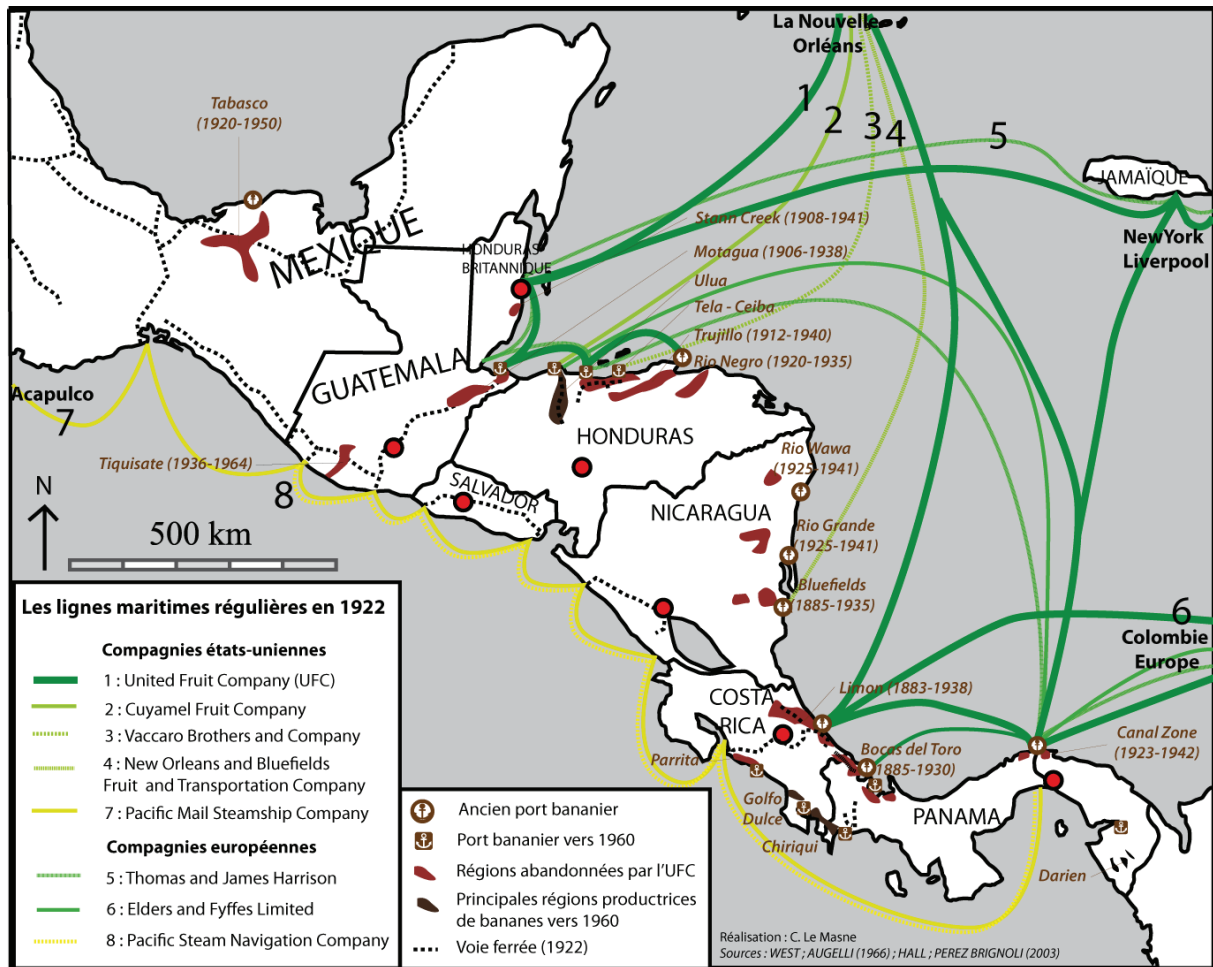 La Nouvelle
Orléans
Tabasco
(1920-1950)
1
2
3
4
5
JAMAÏQUE
Stann Creek (1908-1941)
MEXIQUE
HONDURAS
BRITANNIQUE
Motagua (1906-1938)
NewYork
Liverpool
Ulua
Tela - Ceiba
Trujillo (1912-1940)
Rio Negro (1920-1935)
GUATEMALA
Acapulco
7
HONDURAS
Rio Wawa
(1925-1941)
Tiquisate (1936-1964)
SALVADOR
8
N
NICARAGUA
500 km
Rio Grande
(1925-1941)
Bluefields
(1885-1935)
6
Colombie
Europe
Les lignes maritimes régulières en 1922
Compagnies états-uniennes
1 : United Fruit Company (UFC)
2 : Cuyamel Fruit Company
3 : Vaccaro Brothers and Company
4 : New Orleans and Bluefields
Fruit and Transportation Company
7 : Pacific Mail Steamship Company
Compagnies européennes
5 : Thomas and James Harrison
6 : Elders and Fyffes Limited
8 : Pacific Steam Navigation Company
COSTA
RICA
Limon (1883-1938)
Bocas del Toro
(1885-1930)
Canal Zone
(1923-1942)
Parrita
Golfo
Dulce
Chiriqui
PANAMA
Darien
Ancien port bananier
Port bananier vers 1960
Régions abandonnées par l'UFC
Principales régions productrices
de bananes vers 1960
Voie ferrée (1922)
Réalisation : C. Le Masne
Sources : WEST ; AUGELLI (1966) ; HALL ; PEREZ BRIGNOLI (2003)